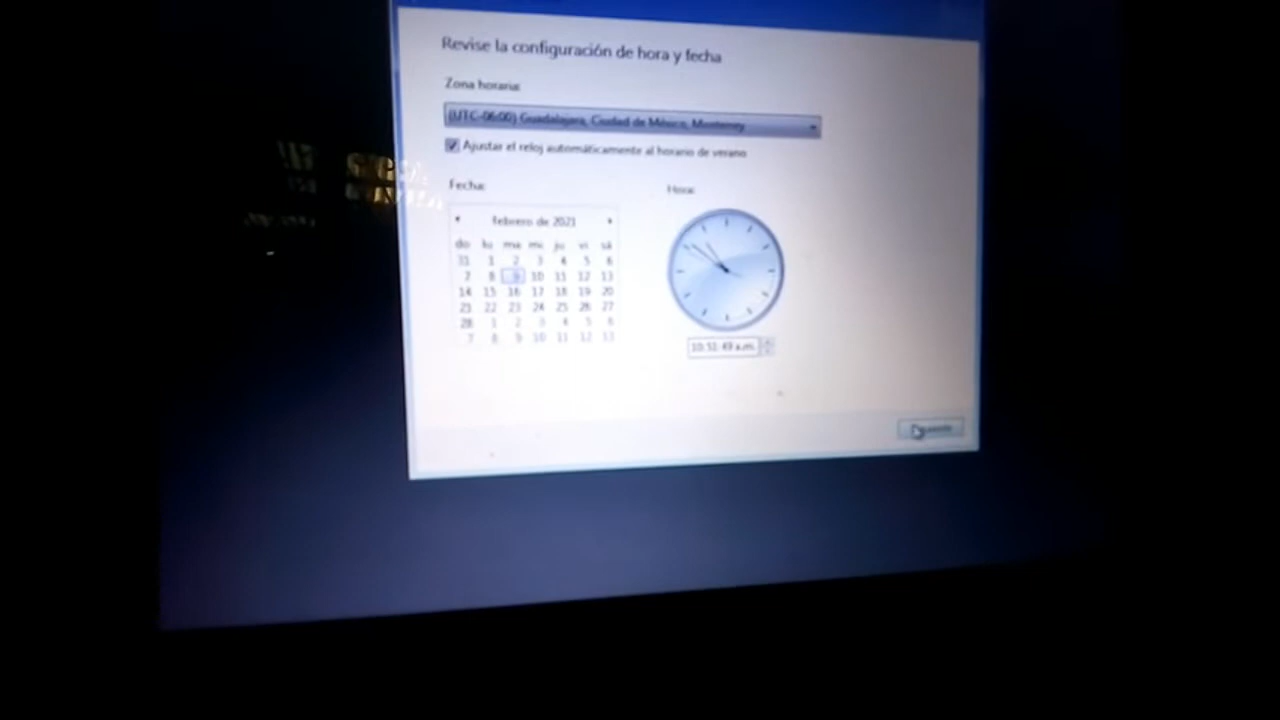 Revise la configuración de hora y fecha
Zona horaria:
(UTC-06:00) Guadalajara, Ciudad de México, Monterrey
Ajustar el reloj automáticamente al horario de verano
Fecha:
Hora:
febrero de 2021
do lu ma mi ju vi sá
31 1 2 3 4 5 6
7 8 9 10 11 12 13
14 15 16 17 18 19 20
21 22 23 24 25 26 27
28 1 2 3 4 5 6
7 8 9 10 11 12 13
10:51:49 a.m.
Siguiente